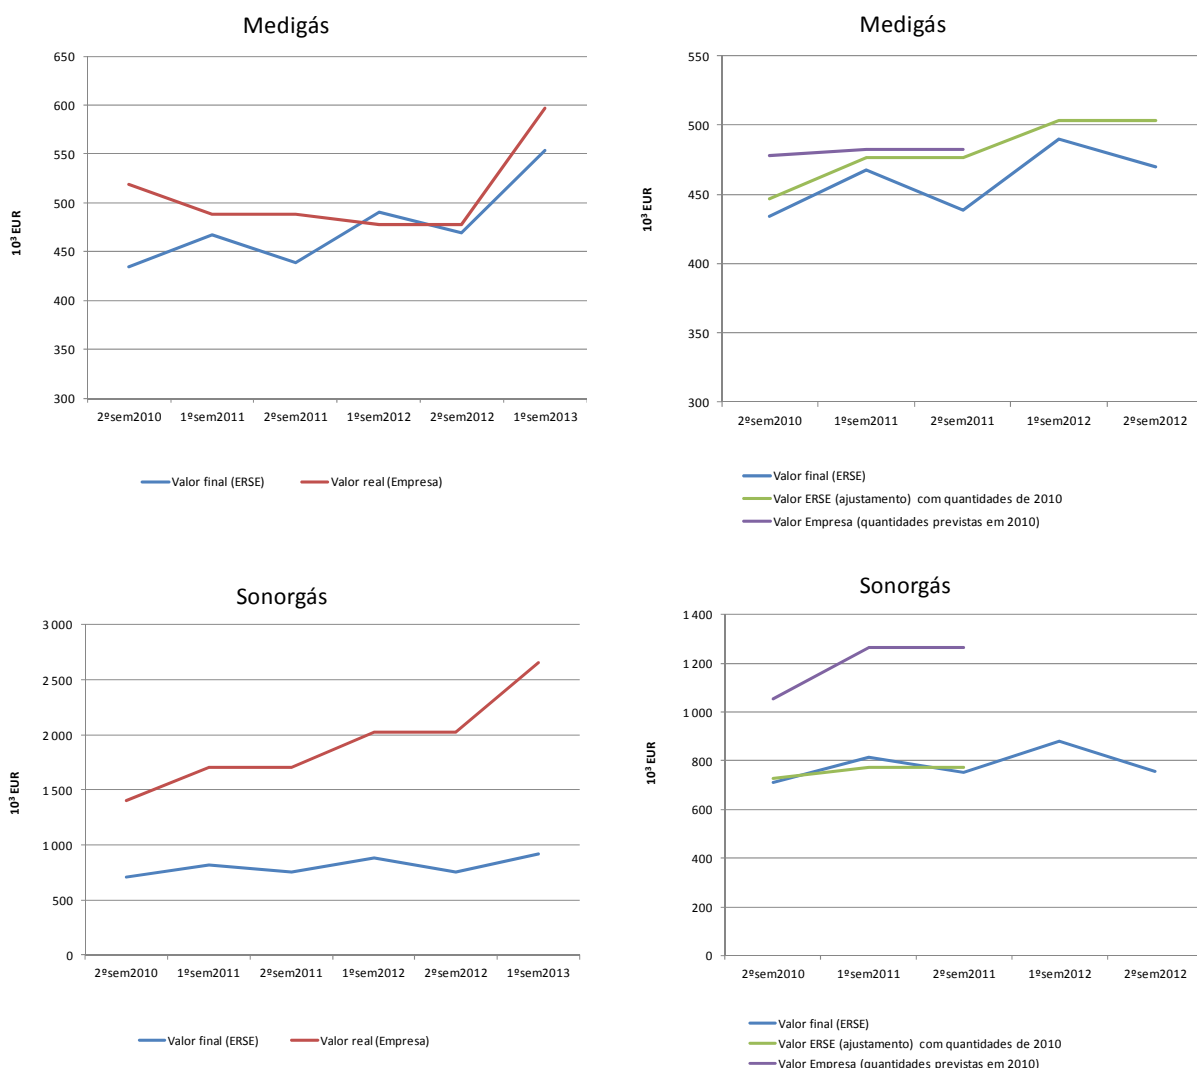 Medigás
650
600
550
500
450
400
350
300
10³ EUR
2ºsem2010 1ºsem2011 2ºsem2011 1ºsem2012 2ºsem2012 1ºsem2013
Valor final (ERSE) Valor real (Empresa)
Medigás
550
500
450
400
350
300
10³ EUR
2ºsem2010 1ºsem2011 2ºsem2011 1ºsem2012 2ºsem2012
Valor final (ERSE)
Valor ERSE (ajustamento) com quantidades de 2010
Valor Empresa (quantidades previstas em 2010)
Sonorgás
3 000
2 500
2 000
1 500
1 000
500
0
10³ EUR
2ºsem2010 1ºsem2011 2ºsem2011 1ºsem2012 2ºsem2012 1ºsem2013
Valor final (ERSE) Valor real (Empresa)
Sonorgás
1 400
1 200
1 000
800
600
400
200
0
10³ EUR
2ºsem2010 1ºsem2011 2ºsem2011 1ºsem2012 2ºsem2012
Valor final (ERSE)
Valor ERSE (ajustamento) com quantidades de 2010
Valor Empresa (quantidades previstas em 2010)